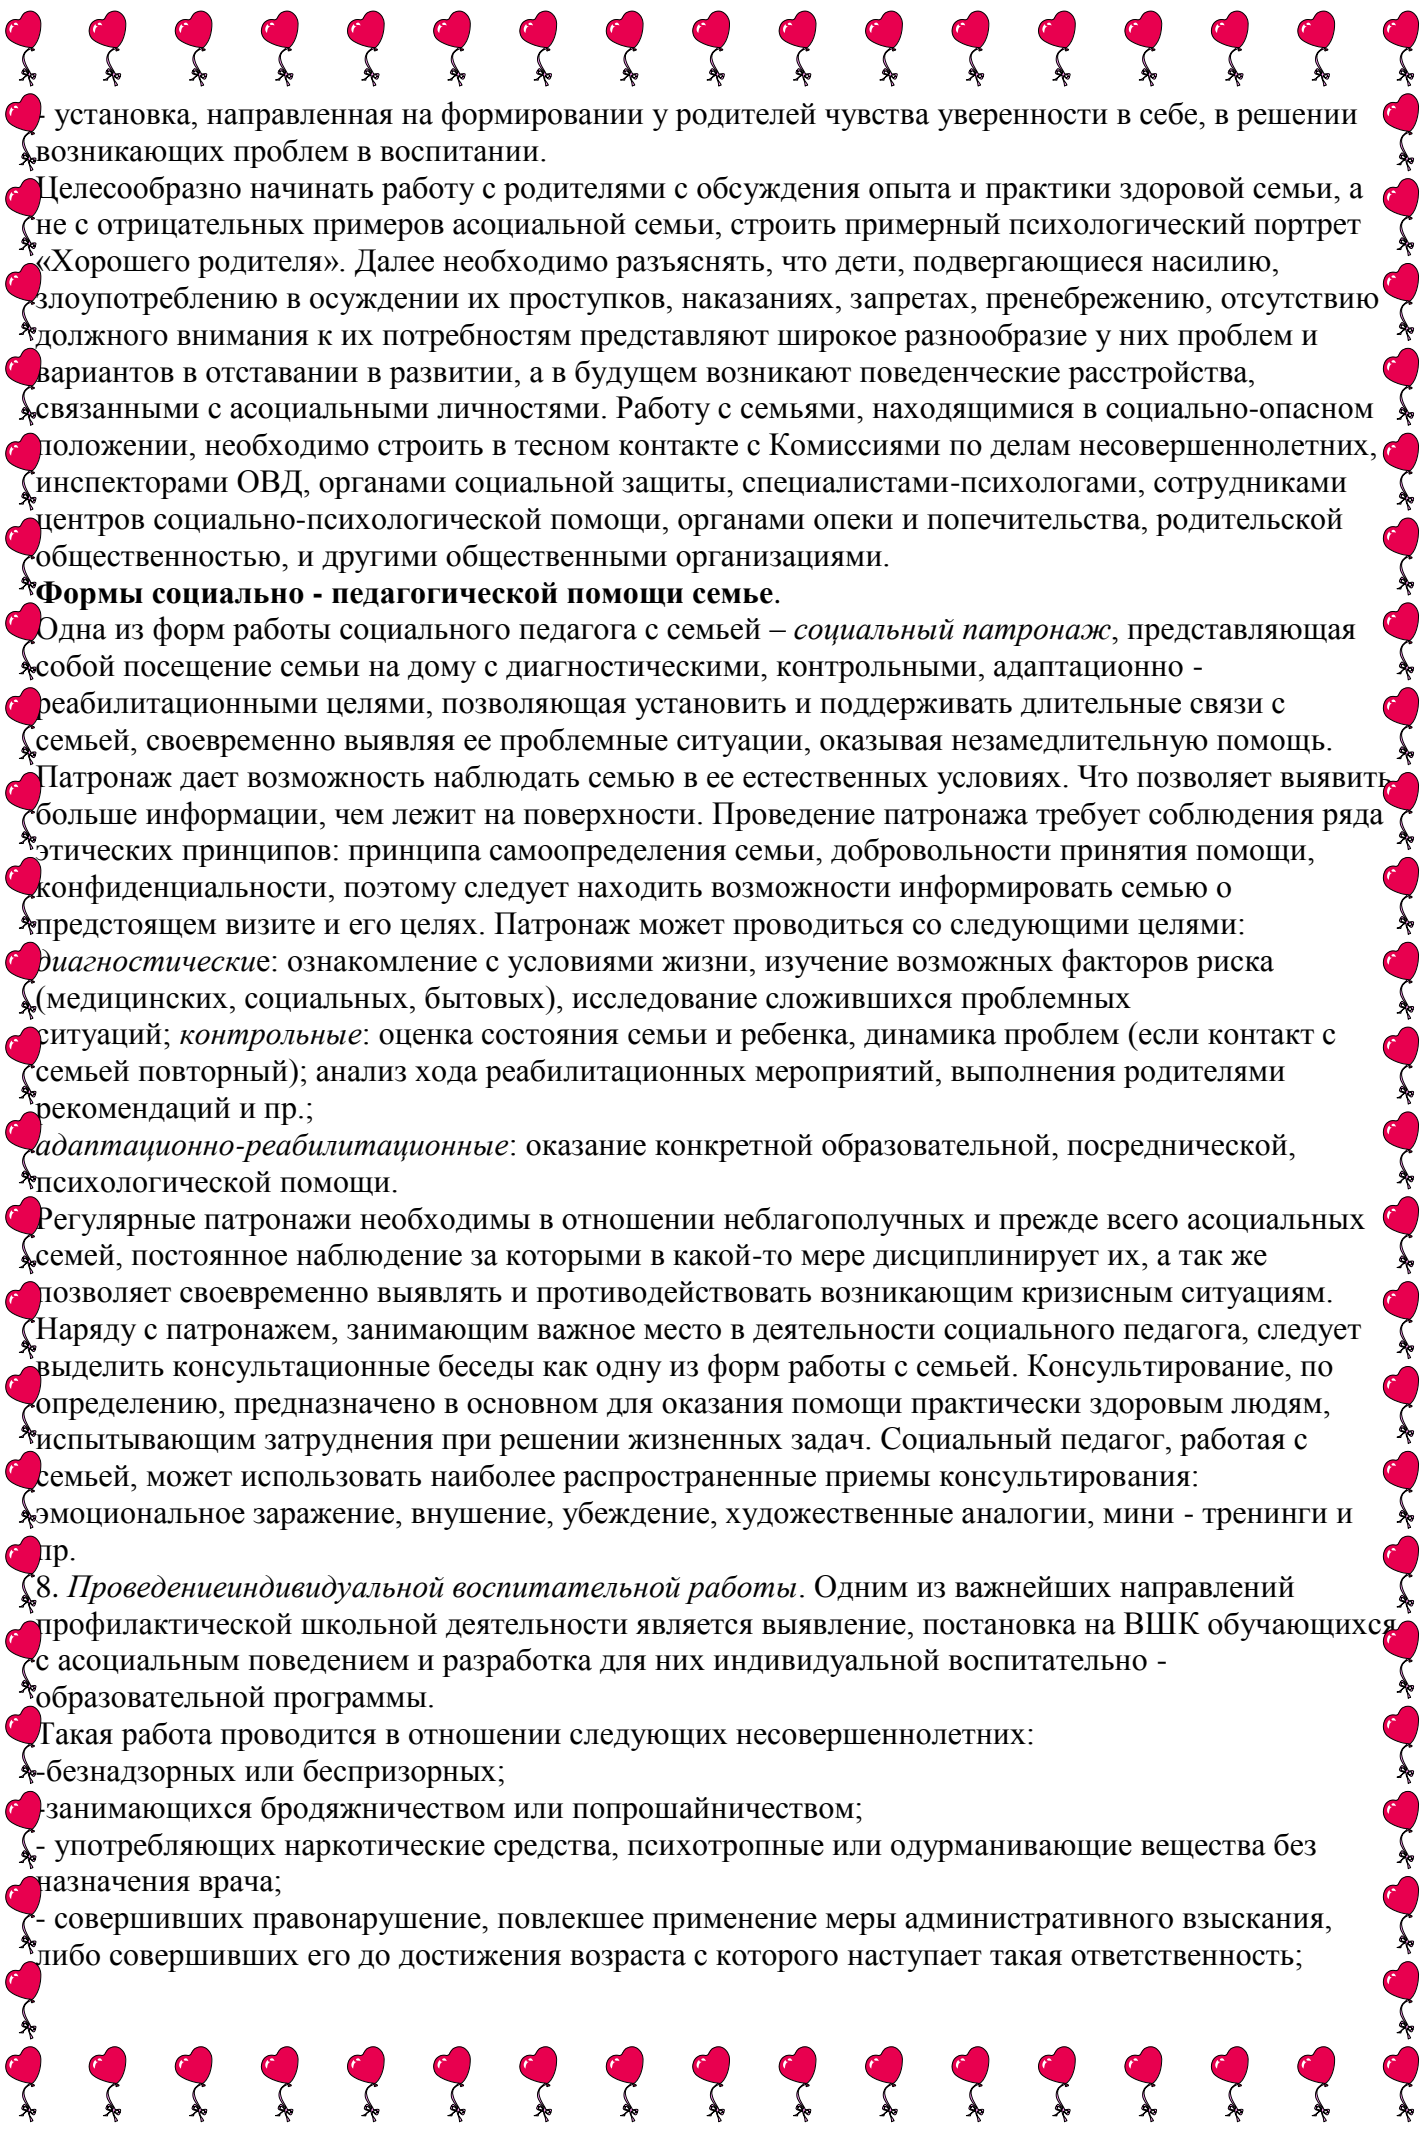 - установка, направленная на формировании у родителей чувства уверенности в себе, в решении
возникающих проблем в воспитании.
Целесообразно начинать работу с родителями с обсуждения опыта и практики здоровой семьи, а
не с отрицательных примеров асоциальной семьи, строить примерный психологический портрет
«Хорошего родителя». Далее необходимо разъяснять, что дети, подвергающиеся насилию,
злоупотреблению в осуждении их проступков, наказаниях, запретах, пренебрежению, отсутствию
должного внимания к их потребностям представляют широкое разнообразие у них проблем и
вариантов в отставании в развитии, а в будущем возникают поведенческие расстройства,
связанными с асоциальными личностями. Работу с семьями, находящимися в социально-опасном
положении, необходимо строить в тесном контакте с Комиссиями по делам несовершеннолетних,
инспекторами ОВД, органами социальной защиты, специалистами-психологами, сотрудниками
центров социально-психологической помощи, органами опеки и попечительства, родительской
общественностью, и другими общественными организациями.
Формы социально - педагогической помощи семье.
Одна из форм работы социального педагога с семьей – социальный патронаж, представляющая
собой посещение семьи на дому с диагностическими, контрольными, адаптационно -
реабилитационными целями, позволяющая установить и поддерживать длительные связи с
семьей, своевременно выявляя ее проблемные ситуации, оказывая незамедлительную помощь.
Патронаж дает возможность наблюдать семью в ее естественных условиях. Что позволяет выявить
больше информации, чем лежит на поверхности. Проведение патронажа требует соблюдения ряда
этических принципов: принципа самоопределения семьи, добровольности принятия помощи,
конфиденциальности, поэтому следует находить возможности информировать семью о
предстоящем визите и его целях. Патронаж может проводиться со следующими целями:
диагностические: ознакомление с условиями жизни, изучение возможных факторов риска
(медицинских, социальных, бытовых), исследование сложившихся проблемных
ситуаций; контрольные: оценка состояния семьи и ребенка, динамика проблем (если контакт с
семьей повторный); анализ хода реабилитационных мероприятий, выполнения родителями
рекомендаций и пр.;
адаптационно-реабилитационные: оказание конкретной образовательной, посреднической,
психологической помощи.
Регулярные патронажи необходимы в отношении неблагополучных и прежде всего асоциальных
семей, постоянное наблюдение за которыми в какой-то мере дисциплинирует их, а так же
позволяет своевременно выявлять и противодействовать возникающим кризисным ситуациям.
Наряду с патронажем, занимающим важное место в деятельности социального педагога, следует
выделить консультационные беседы как одну из форм работы с семьей. Консультирование, по
определению, предназначено в основном для оказания помощи практически здоровым людям,
испытывающим затруднения при решении жизненных задач. Социальный педагог, работая с
семьей, может использовать наиболее распространенные приемы консультирования:
эмоциональное заражение, внушение, убеждение, художественные аналогии, мини - тренинги и
пр.
8. Проведениеиндивидуальной воспитательной работы. Одним из важнейших направлений
профилактической школьной деятельности является выявление, постановка на ВШК обучающихся
с асоциальным поведением и разработка для них индивидуальной воспитательно -
образовательной программы.
Такая работа проводится в отношении следующих несовершеннолетних:
-безнадзорных или беспризорных;
-занимающихся бродяжничеством или попрошайничеством;
- употребляющих наркотические средства, психотропные или одурманивающие вещества без
назначения врача;
- совершивших правонарушение, повлекшее применение меры административного взыскания,
либо совершивших его до достижения возраста с которого наступает такая ответственность;